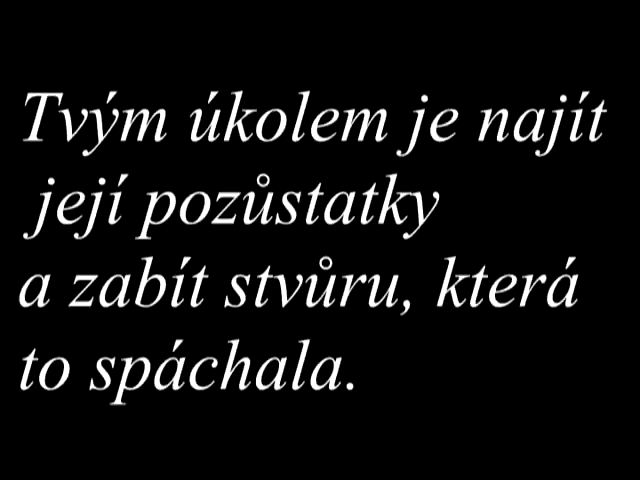 Tvým úkolem je najít
její pozůstatky
a zabít stvůru, která
to spáchala.